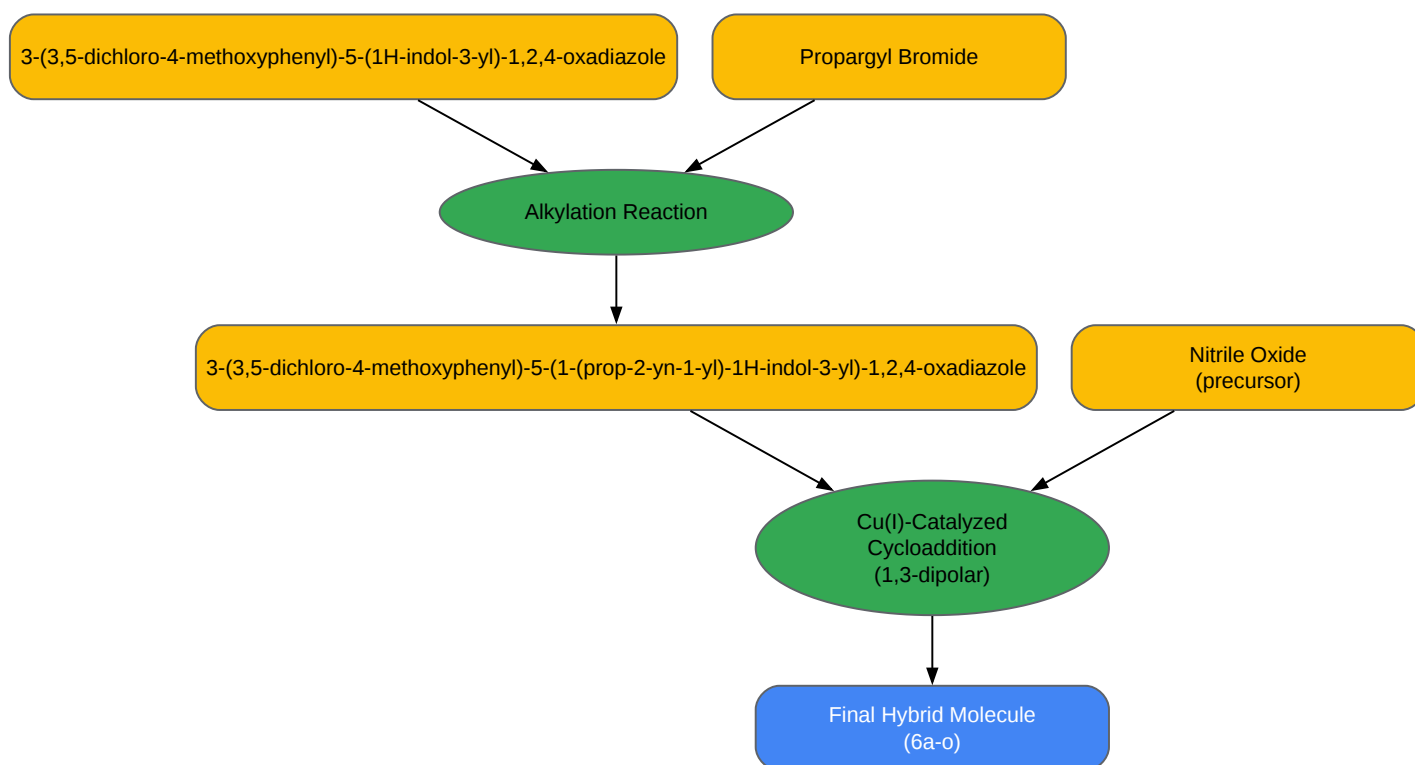 3-(3,5-dichloro-4-methoxyphenyl)-5-(1H-indol-3-yl)-1,2,4-oxadiazole
Propargyl Bromide
Alkylation Reaction
3-(3,5-dichloro-4-methoxyphenyl)-5-(1-(prop-2-yn-1-yl)-1H-indol-3-yl)-1,2,4-oxadiazole
Nitrile Oxide
(precursor)
Cu(I)-Catalyzed
Cycloaddition
(1,3-dipolar)
Final Hybrid Molecule
(6a-o)